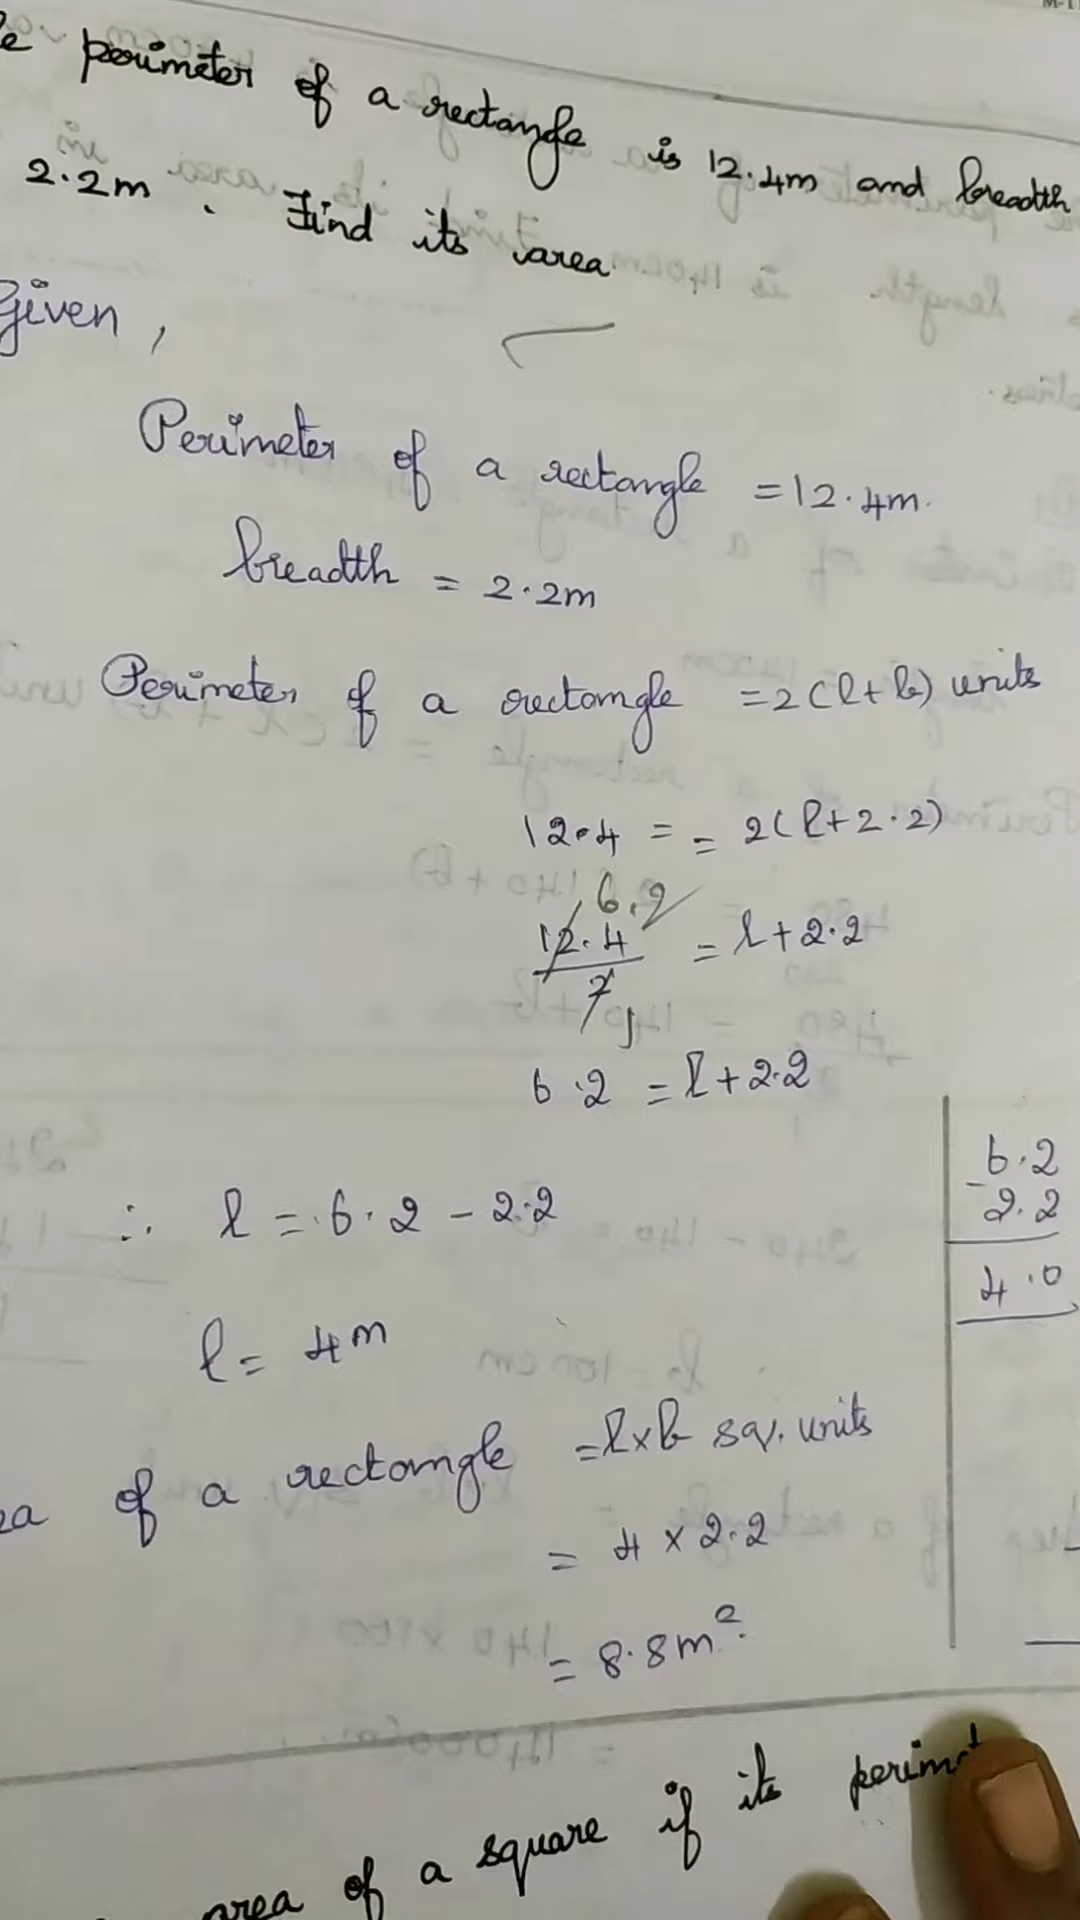 perimeter of a rectangle is 12.4m and breadth
2.2m. Find its area.
Given,
Perimeter of a rectangle = 12.4m.
breadth = 2.2m
Perimeter of a rectangle = 2(l+b) units
12.4 = = 2(l+2.2)
6.2
12.4 = l+2.2
2 1
6.2 = l+2.2
6.2
- 2.2
4.0
∴ l = 6.2 - 2.2
l = 4m
of a rectangle = l×b sq. units
= 4 × 2.2
= 8.8m².
area of a square if its perimet